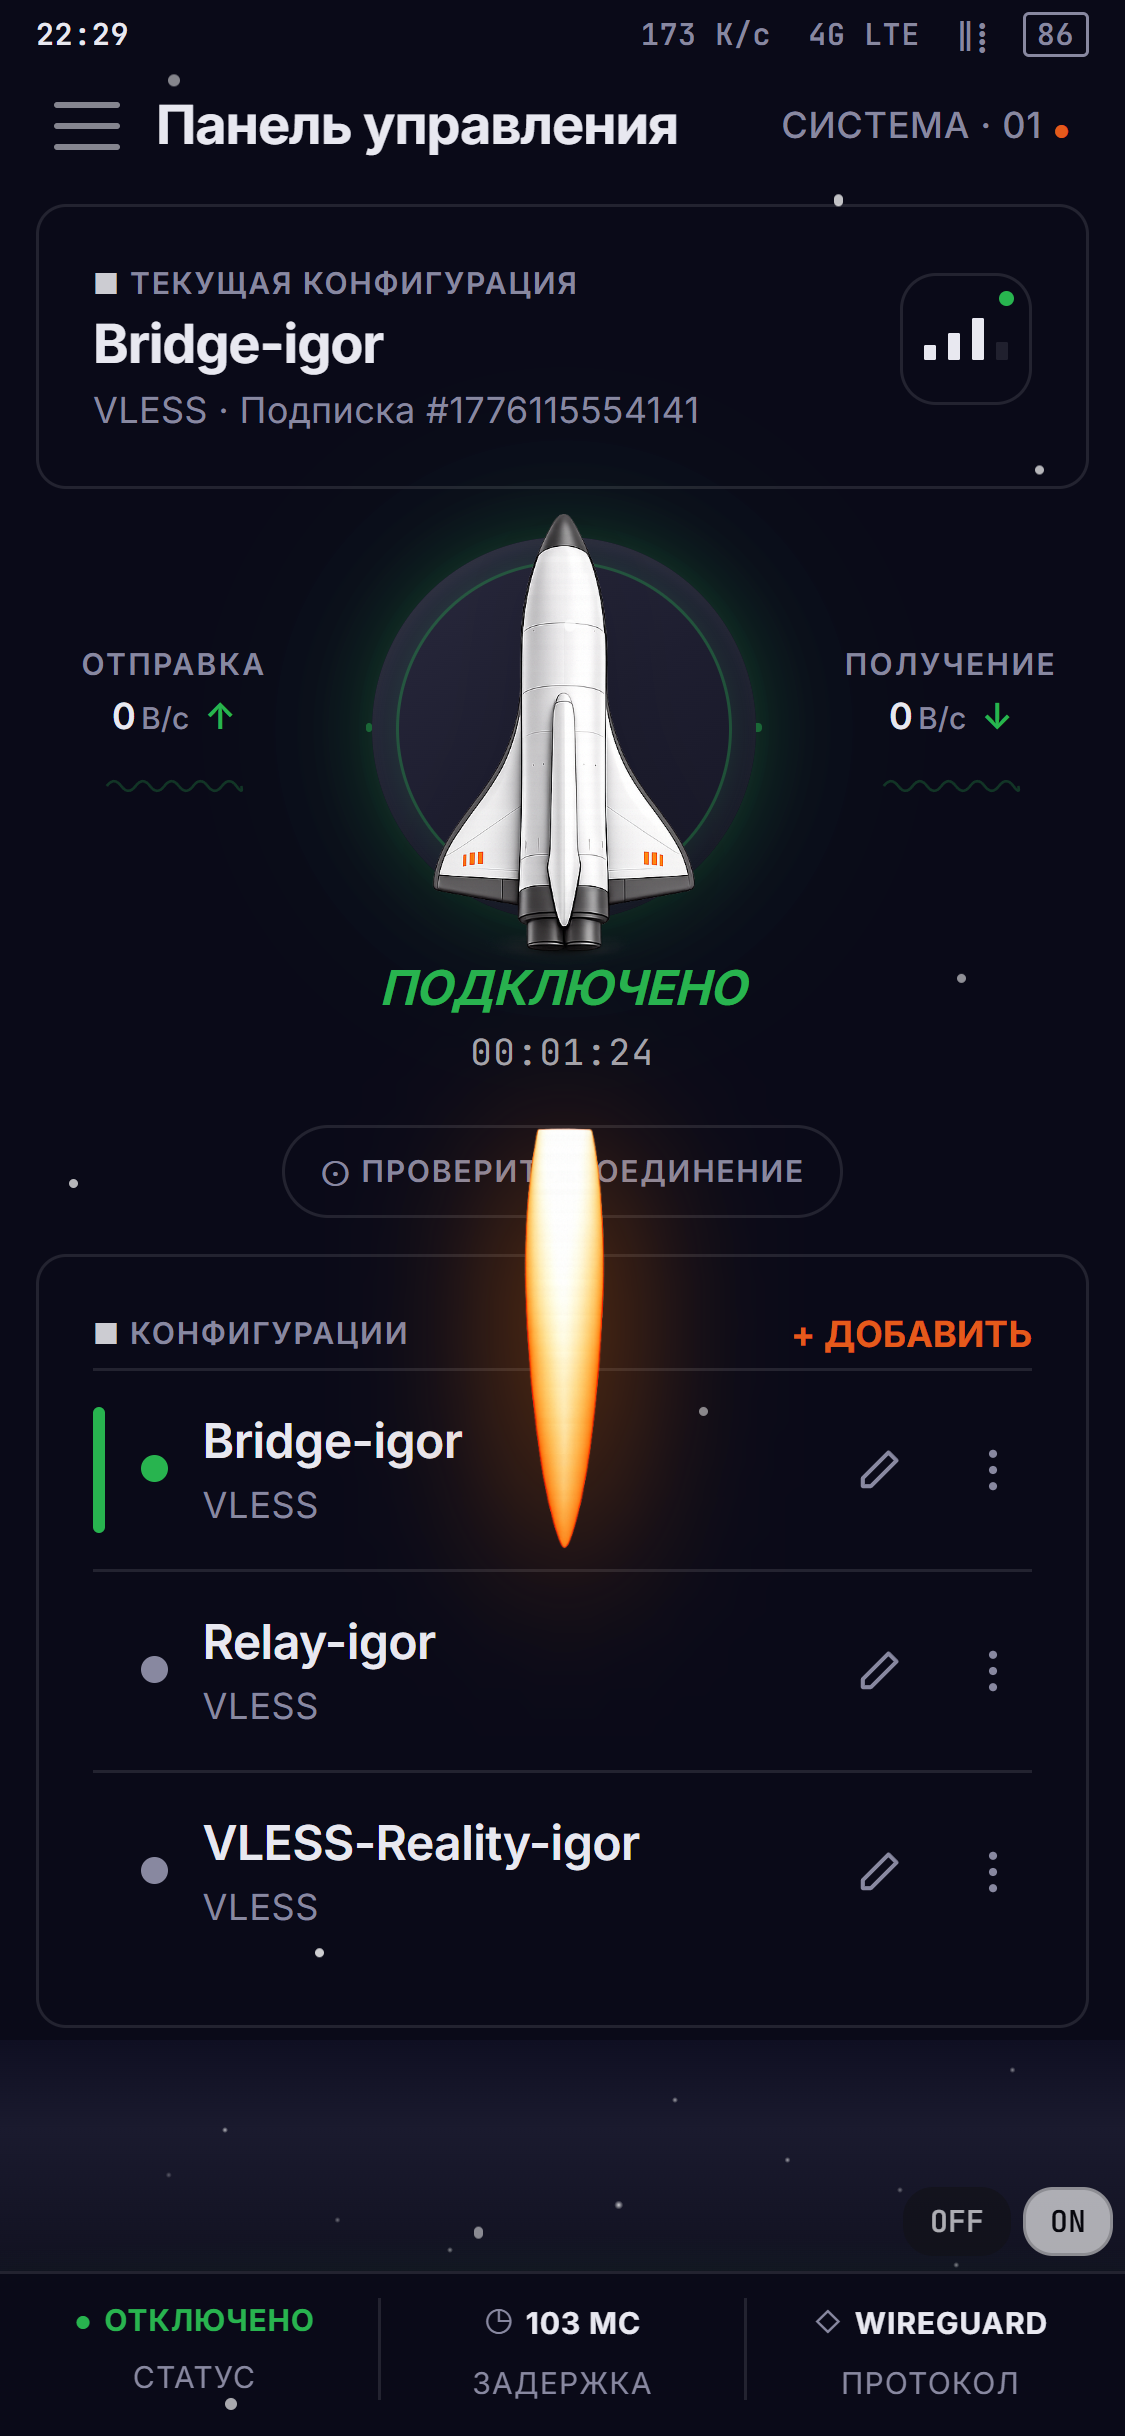 22:29 173 K/c 4G LTE 86
Панель управления СИСТЕМА · 01
ТЕКУЩАЯ КОНФИГУРАЦИЯ
Bridge-igor
VLESS · Подписка #1776115554141
ОТПРАВКА ПОЛУЧЕНИЕ
0 B/c ↑ 0 B/c ↓
ПОДКЛЮЧЕНО
00:01:24
ПРОВЕРИТ ОЕДИНЕНИЕ
КОНФИГУРАЦИИ + ДОБАВИТЬ
Bridge-igor
VLESS
Relay-igor
VLESS
VLESS-Reality-igor
VLESS
OFF ON
ОТКЛЮЧЕНО 103 МС WIREGUARD
СТАТУС ЗАДЕРЖКА ПРОТОКОЛ